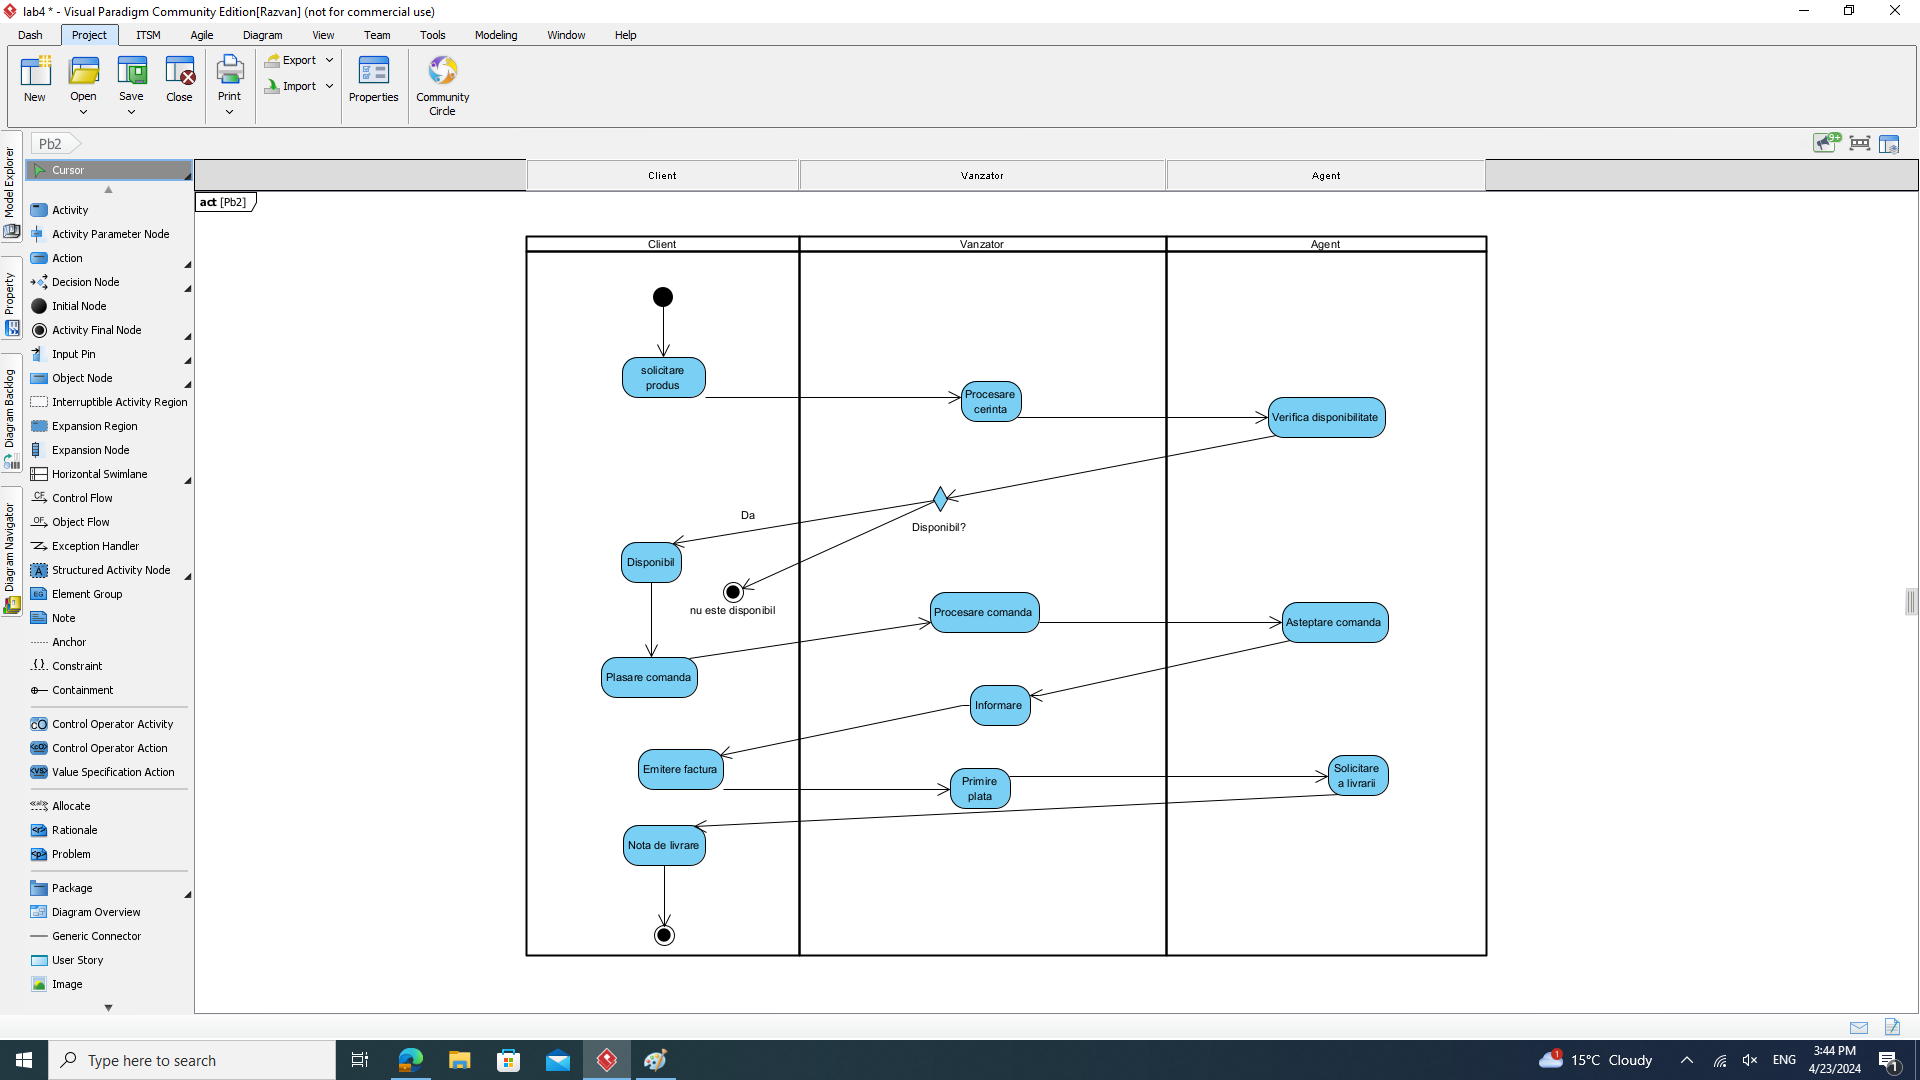 lab4 * - Visual Paradigm Community Edition[Razvan] (not for commercial use)
Dash Project ITSM Agile Diagram View Team Tools Modeling Window Help
New Open Save Close Print Export Import Properties Community Circle
Pb2
9+
Model Explorer
Property
Diagram Backlog
Diagram Navigator
Cursor
Activity
Activity Parameter Node
Action
Decision Node
Initial Node
Activity Final Node
Input Pin
Object Node
Interruptible Activity Region
Expansion Region
Expansion Node
Horizontal Swimlane
Control Flow
Object Flow
Exception Handler
Structured Activity Node
Element Group
Note
Anchor
Constraint
Containment
Control Operator Activity
Control Operator Action
Value Specification Action
Allocate
Rationale
Problem
Package
Diagram Overview
Generic Connector
User Story
Image
Client Vanzator Agent
act [Pb2]
Client Vanzator Agent
solicitare
produs
Procesare
cerinta
Verifica disponibilitate
Da
Disponibil?
Disponibil
nu este disponibil
Procesare comanda
Asteptare comanda
Plasare comanda
Informare
Emitere factura
Primire
plata
Solicitare
a livrarii
Nota de livrare
Type here to search
1
15°C Cloudy
ENG
3:44 PM
4/23/2024
1